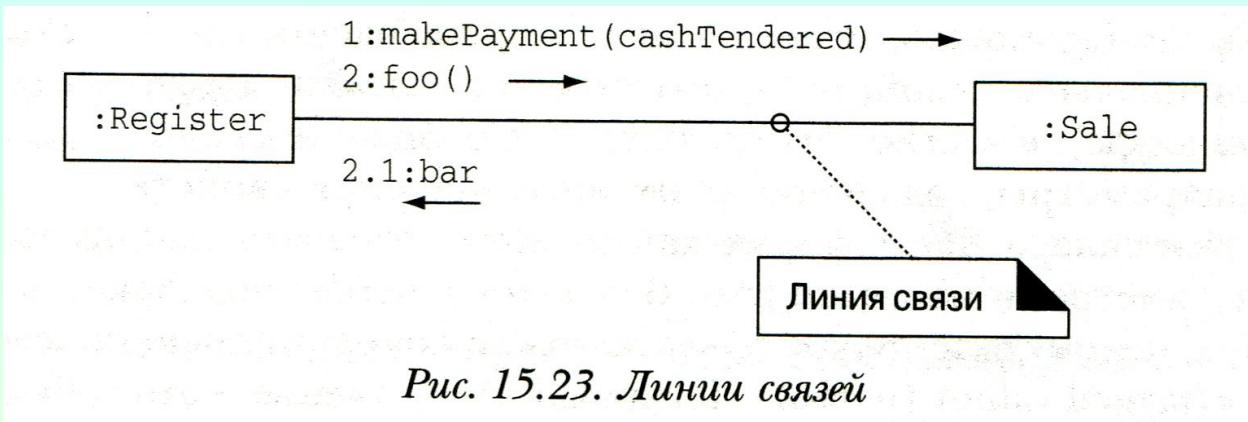 1:makePayment(cashTendered)
2:foo()
:Register
:Sale
2.1:bar
Линия связи
Рис. 15.23. Линии связей